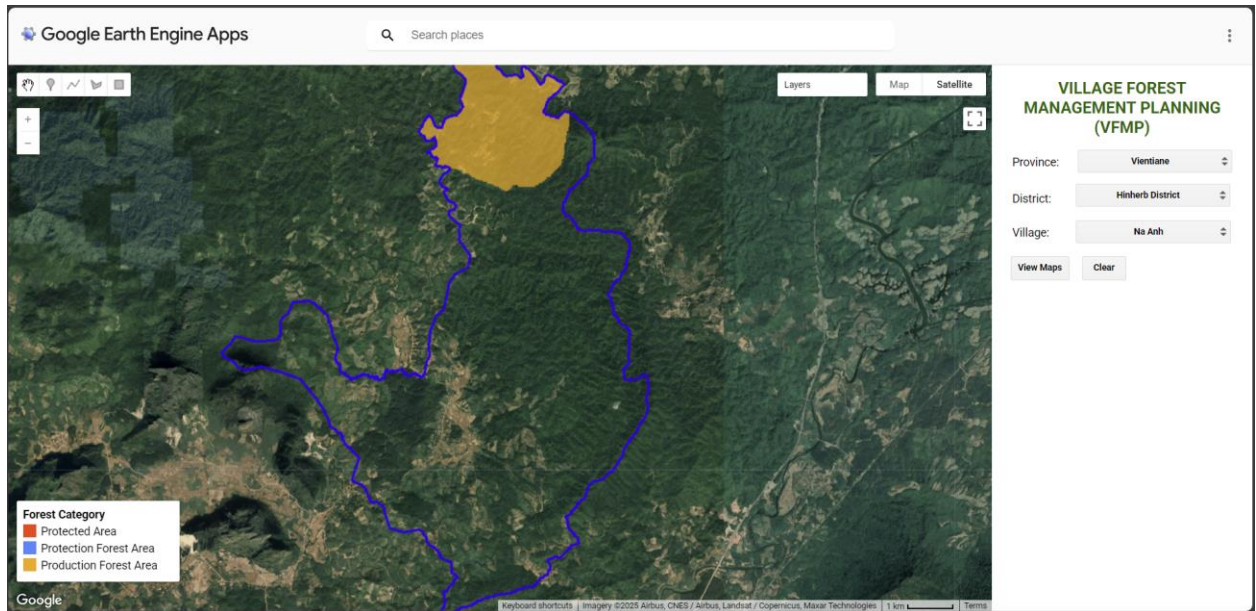 Google Earth Engine Apps
Search places
Layers
Map
Satellite
+
−
VILLAGE FOREST
MANAGEMENT PLANNING
(VFMP)
Province:
Vientiane
District:
Hinherb District
Village:
Na Anh
View Maps
Clear
Forest Category
Protected Area
Protection Forest Area
Production Forest Area
Google
Keyboard shortcuts
Imagery ©2025 Airbus, CNES / Airbus, Landsat / Copernicus, Maxar Technologies
1 km
Terms